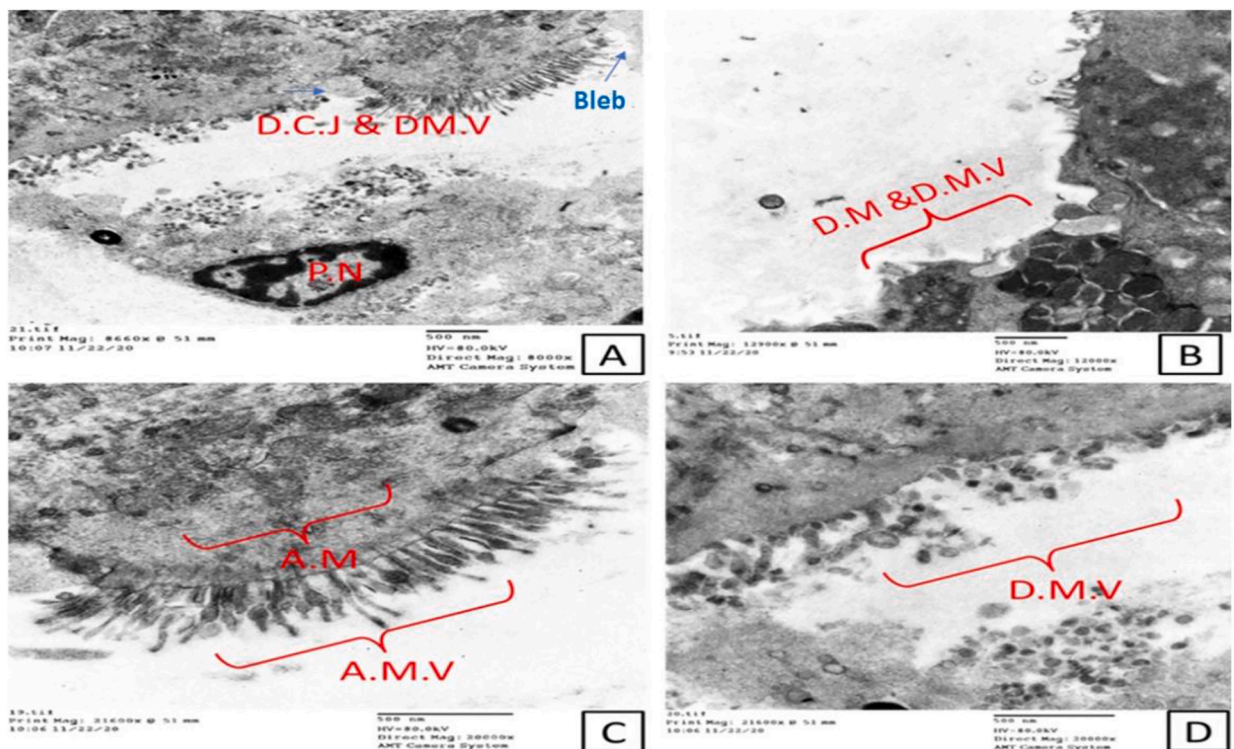 Bleb
D.C.J & DM.V
P.N
21.tif
Print Mag: 8660x @ 51 mm
10:07 11/22/20
500 nm
HV=80.0kV
Direct Mag: 8000x
AMT Camera System
A
D.M &D.M.V
5.tif
Print Mag: 12900x @ 51 mm
9:53 11/22/20
500 nm
HV=80.0kV
Direct Mag: 12000x
AMT Camera System
B
A.M
A.M.V
19.tif
Print Mag: 21600x @ 51 mm
10:06 11/22/20
500 nm
HV=80.0kV
Direct Mag: 20000x
AMT Camera System
C
D.M.V
20.tif
Print Mag: 21600x @ 51 mm
10:06 11/22/20
500 nm
HV=80.0kV
Direct Mag: 20000x
AMT Camera System
D